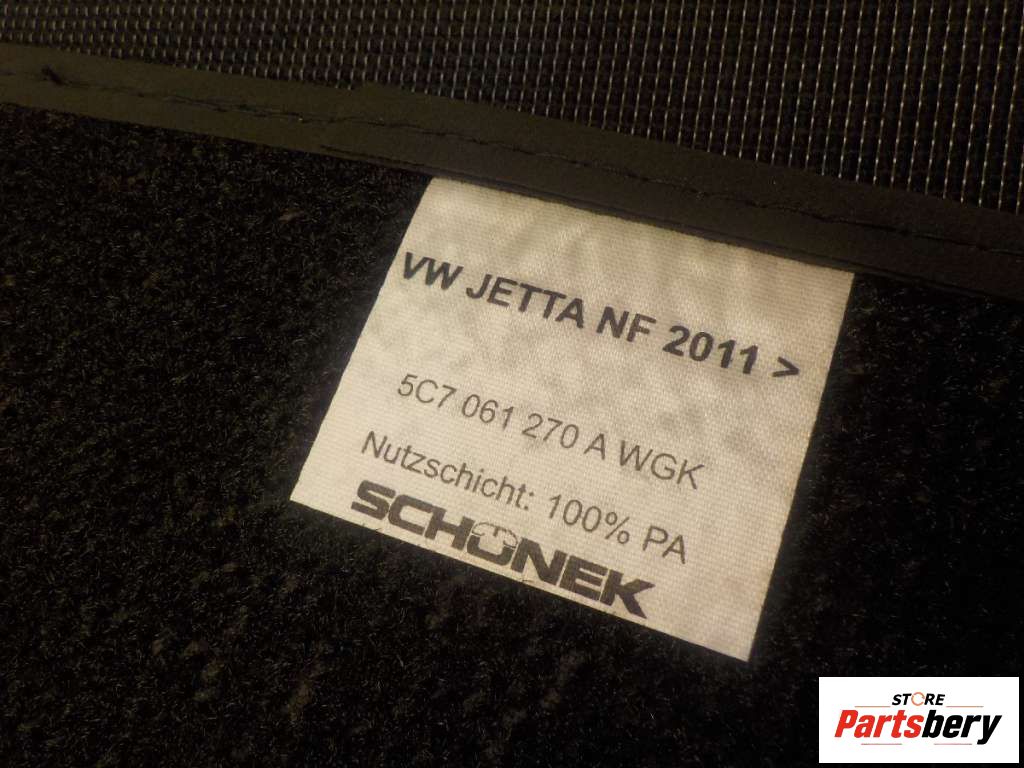 VW JETTA NF 2011 >
5C7 061 270 A WGK
Nutzschicht: 100% PA
SCHÖNEK
STORE
Partsbery